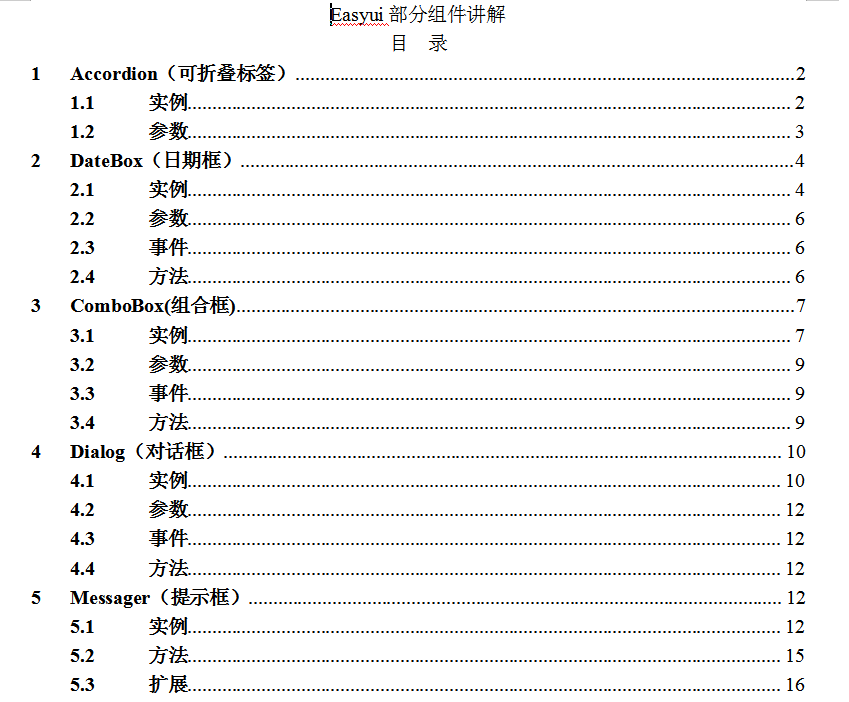 Easyui 部分组件讲解
目 录
1 Accordion（可折叠标签）........................2
1.1 实例........................2
1.2 参数........................3
2 DateBox（日期框）........................4
2.1 实例........................4
2.2 参数........................6
2.3 事件........................6
2.4 方法........................6
3 ComboBox(组合框)........................7
3.1 实例........................7
3.2 参数........................9
3.3 事件........................9
3.4 方法........................9
4 Dialog（对话框）........................10
4.1 实例........................10
4.2 参数........................12
4.3 事件........................12
4.4 方法........................12
5 Messager（提示框）........................12
5.1 实例........................12
5.2 方法........................15
5.3 扩展........................16